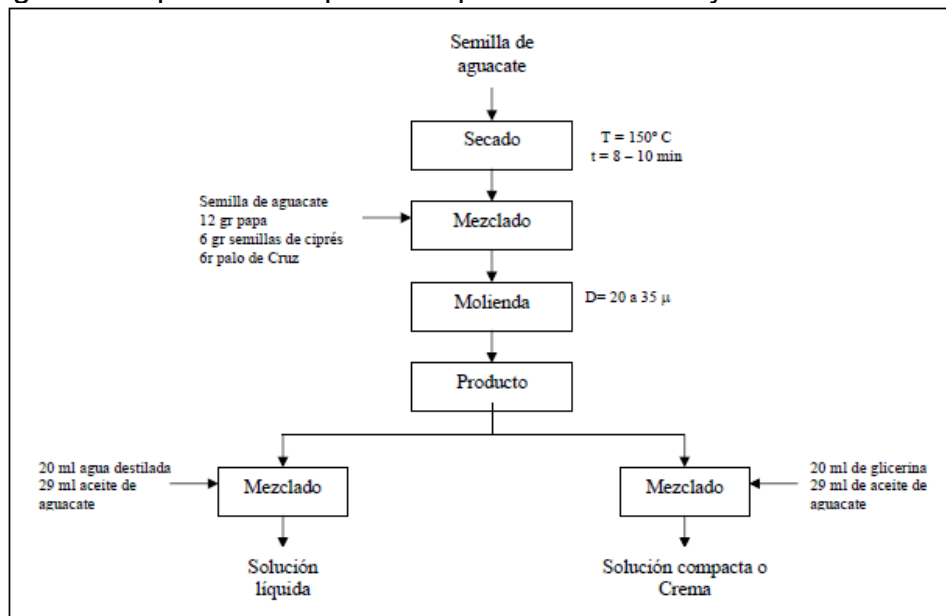 Semilla de
aguacate
Secado
T = 150° C
t = 8 – 10 min
Semilla de aguacate
12 gr papa
6 gr semillas de ciprés
6r palo de Cruz
Mezclado
Molienda
D= 20 a 35 µ
Producto
20 ml agua destilada
29 ml aceite de
aguacate
Mezclado
Mezclado
20 ml de glicerina
29 ml de aceite de
aguacate
Solución
líquida
Solución compacta o
Crema